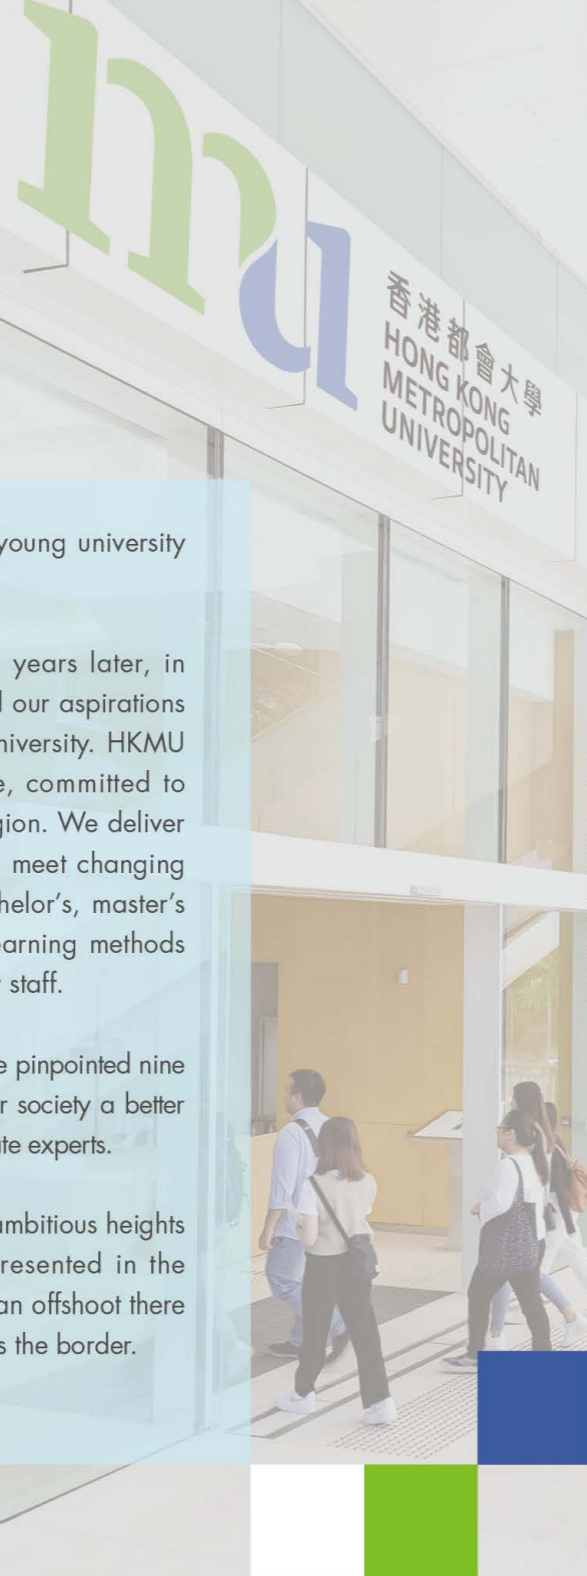 mu
香港都會大學
HONG KONG
METROPOLITAN
UNIVERSITY
young university
years later, in
our aspirations
niversity. HKMU
committed to
gion. We deliver
meet changing
helor's, master's
earning methods
staff.
pinpointed nine
society a better
experts.
ambitious heights
resented in the
an offshoot there
s the border.